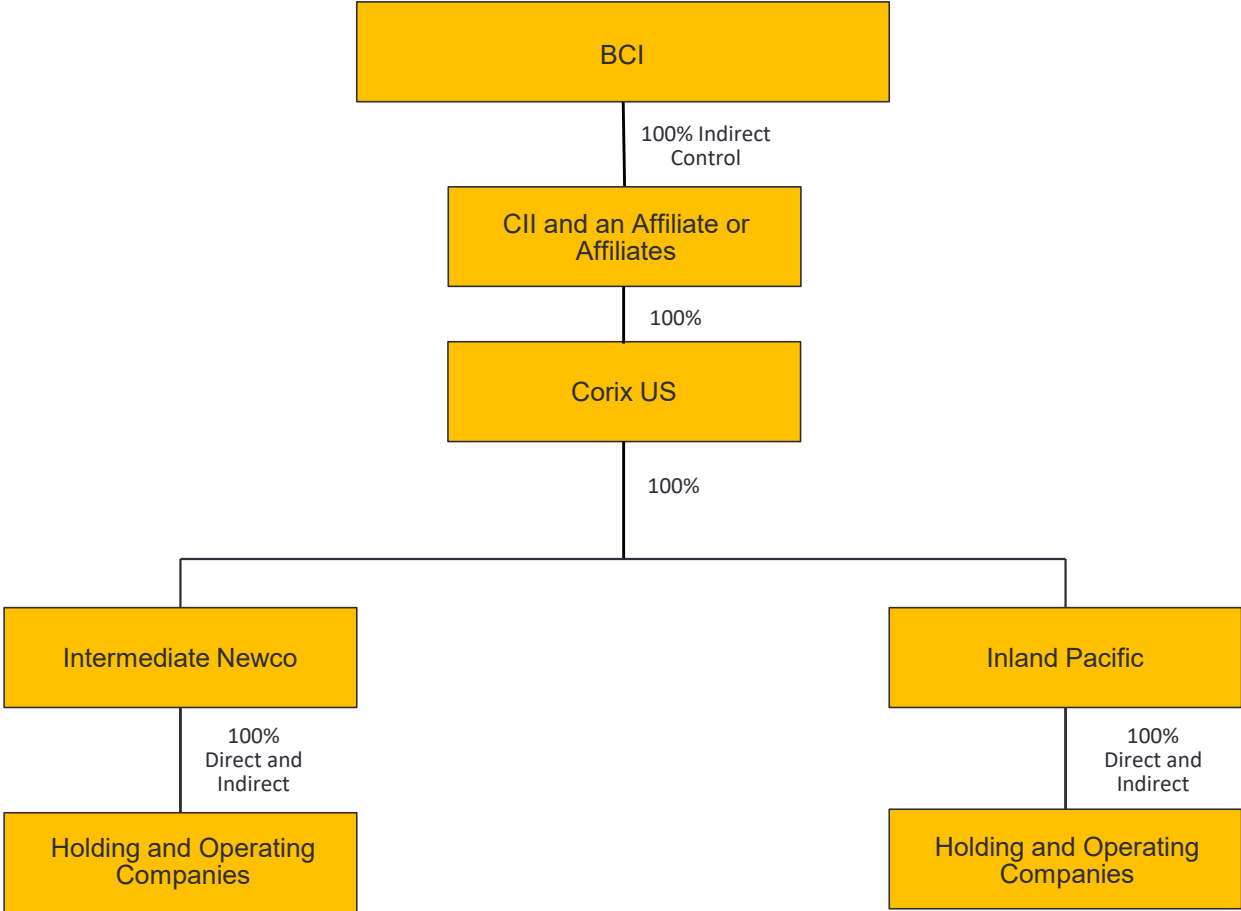 BCI
100% Indirect
Control
CII and an Affiliate or
Affiliates
100%
Corix US
100%
Intermediate Newco
Inland Pacific
100%
Direct and
Indirect
100%
Direct and
Indirect
Holding and Operating
Companies
Holding and Operating
Companies